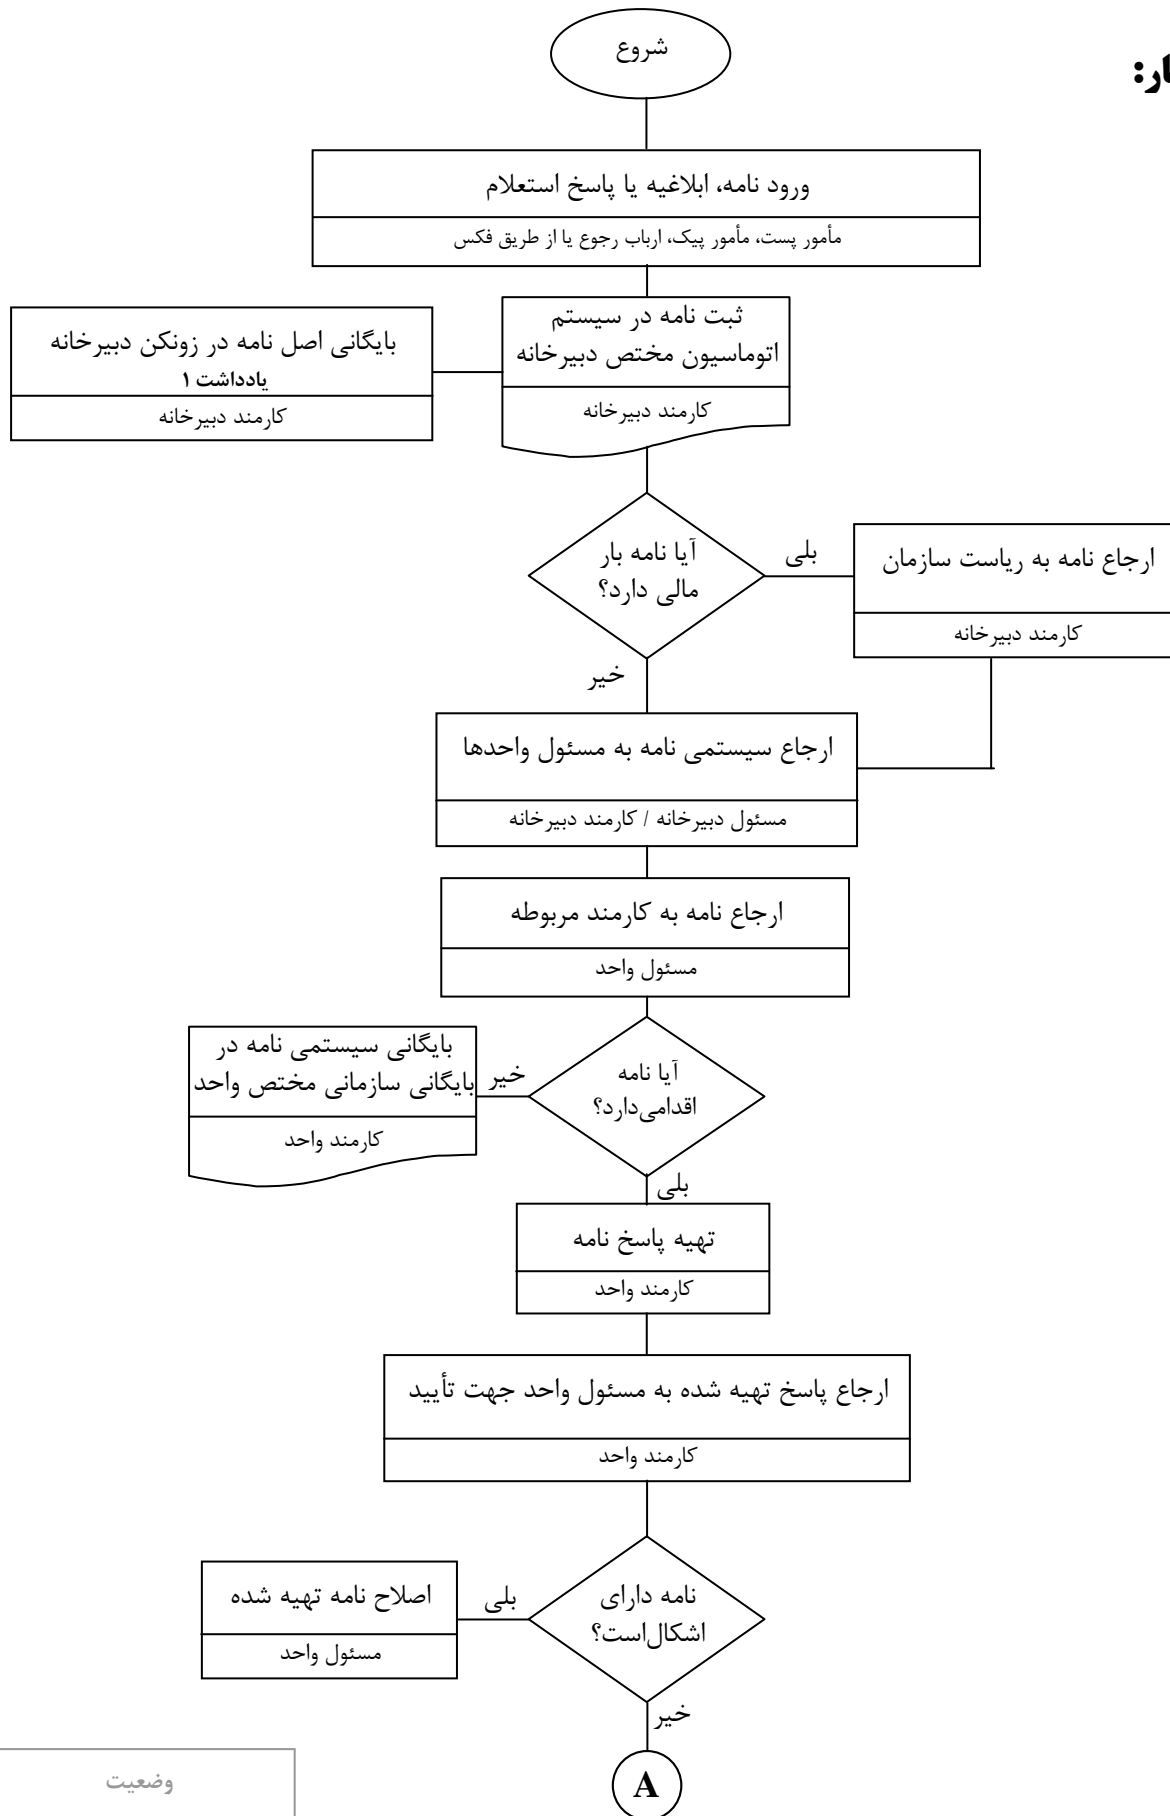 شروع
ار:
ورود نامه، ابلاغیه یا پاسخ استعلام
مأمور پست، مأمور پیک، ارباب رجوع یا از طریق فکس
ثبت نامه در سیستم
اتوماسیون مختص دبیرخانه
کارمند دبیرخانه
بایگانی اصل نامه در زونکن دبیرخانه
یادداشت ۱
کارمند دبیرخانه
آیا نامه بار
مالی دارد؟
بلی
ارجاع نامه به ریاست سازمان
کارمند دبیرخانه
خیر
ارجاع سیستمی نامه به مسئول واحدها
مسئول دبیرخانه / کارمند دبیرخانه
ارجاع نامه به کارمند مربوطه
مسئول واحد
آیا نامه
اقدامی‌دارد؟
خیر
بایگانی سیستمی نامه در
بایگانی سازمانی مختص واحد
کارمند واحد
بلی
تهیه پاسخ نامه
کارمند واحد
ارجاع پاسخ تهیه شده به مسئول واحد جهت تأیید
کارمند واحد
نامه دارای
اشکال‌است؟
بلی
اصلاح نامه تهیه شده
مسئول واحد
خیر
A
وضعیت